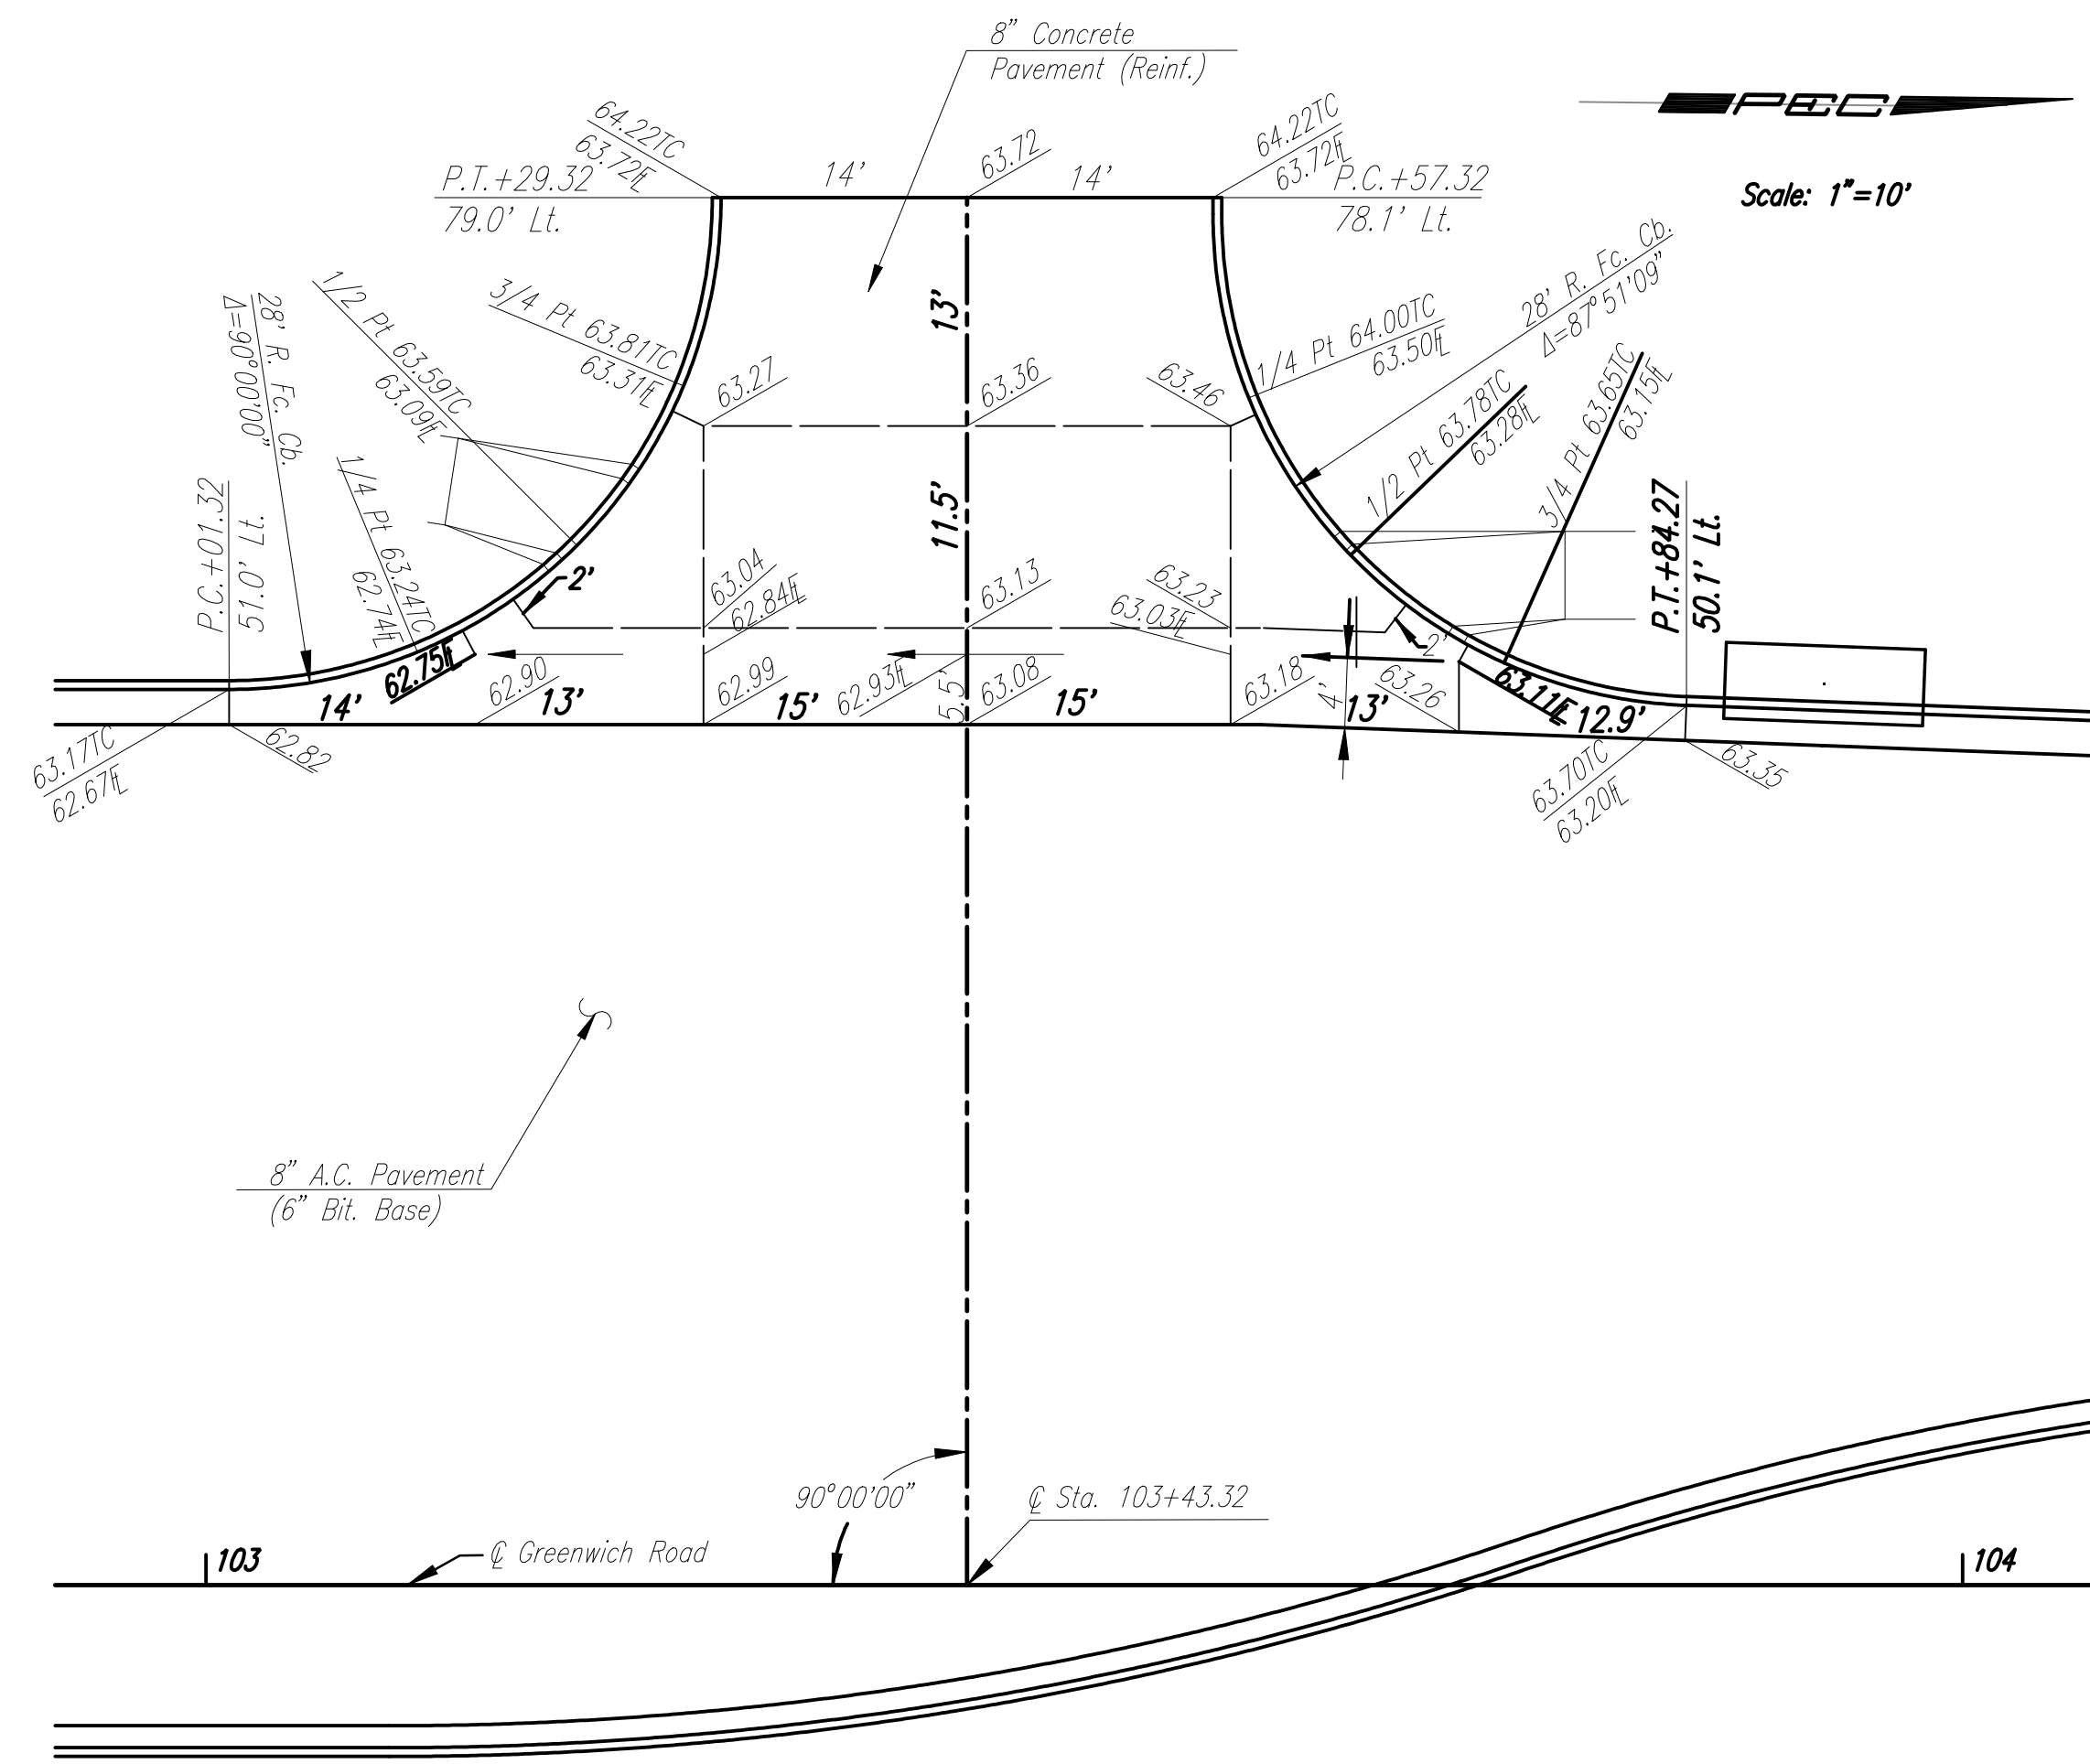 8” Concrete
Pavement (Reinf.)
PEC
Scale: 1”=10’
64.22TC
63.72FL
P.T.+29.32
79.0’ Lt.
14’
63.72
14’
64.22TC
63.72FL
P.C.+57.32
78.1’ Lt.
28’ R. Fc. Cb.
Δ=90°00’00”
1/2 Pt 63.59TC
63.09FL
3/4 Pt 63.81TC
63.31FL
13’
1/4 Pt 64.00TC
63.50FL
28’ R. Fc. Cb.
Δ=87°51’09”
63.27
63.36
63.46
1/2 Pt 63.78TC
63.28FL
3/4 Pt 63.65TC
63.15FL
P.C.+01.32
51.0’ Lt.
1/4 Pt 63.24TC
62.74FL
11.5’
P.T.+84.27
50.1’ Lt.
2’
63.04
62.84FL
63.13
63.23
63.03FL
2’
62.75FL
62.90
62.99
62.93FL
5.5’
63.08
63.18
4’
63.26
63.11FL
14’
13’
15’
15’
13’
12.9’
63.17TC
62.67FL
62.82
63.70TC
63.20FL
63.35
8” A.C. Pavement
(6” Bit. Base)
90°00’00”
℄ Sta. 103+43.32
103
℄ Greenwich Road
104